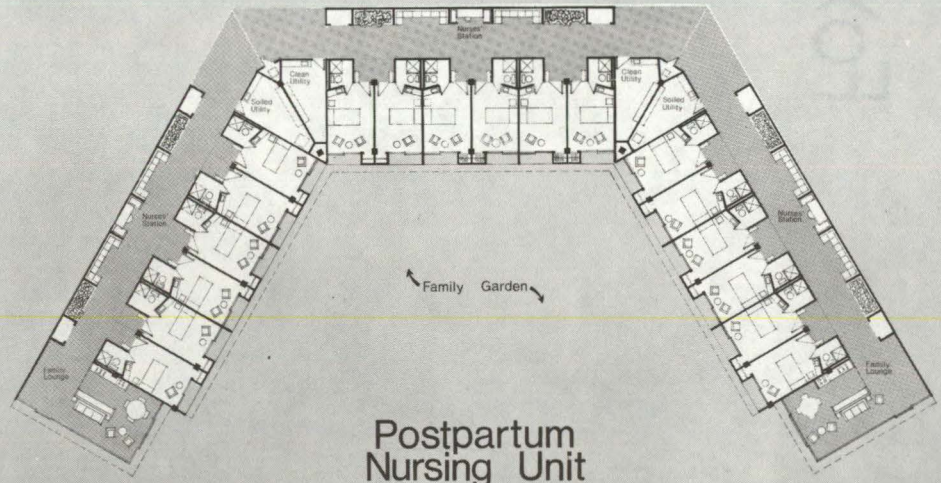 Nurses'
Station
Clean
Utility
Soiled
Utility
Clean
Utility
Soiled
Utility
Nurses'
Station
Nurses'
Station
Family Garden
Family
Lounge
Family
Lounge
Postpartum
Nursing Unit